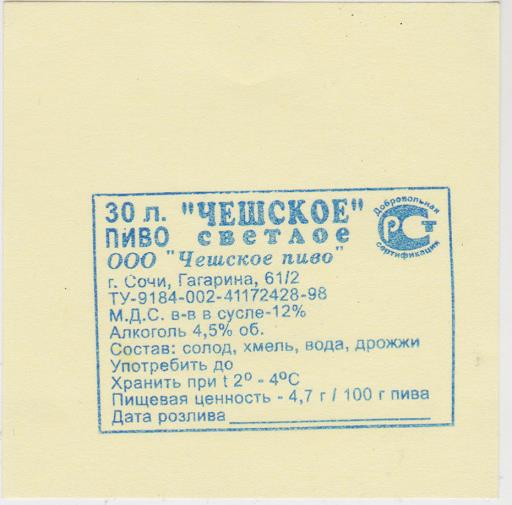 30 л. "ЧЕШСКОЕ"
ПИВО светлое
Добровольная
РСТ
сертификация
ООО "Чешское пиво"
г. Сочи, Гагарина, 61/2
ТУ-9184-002-41172428-98
М.Д.С. в-в в сусле-12%
Алкоголь 4,5% об.
Состав: солод, хмель, вода, дрожжи
Употребить до
Хранить при t 2º - 4ºС
Пищевая ценность - 4,7 г / 100 г пива
Дата розлива